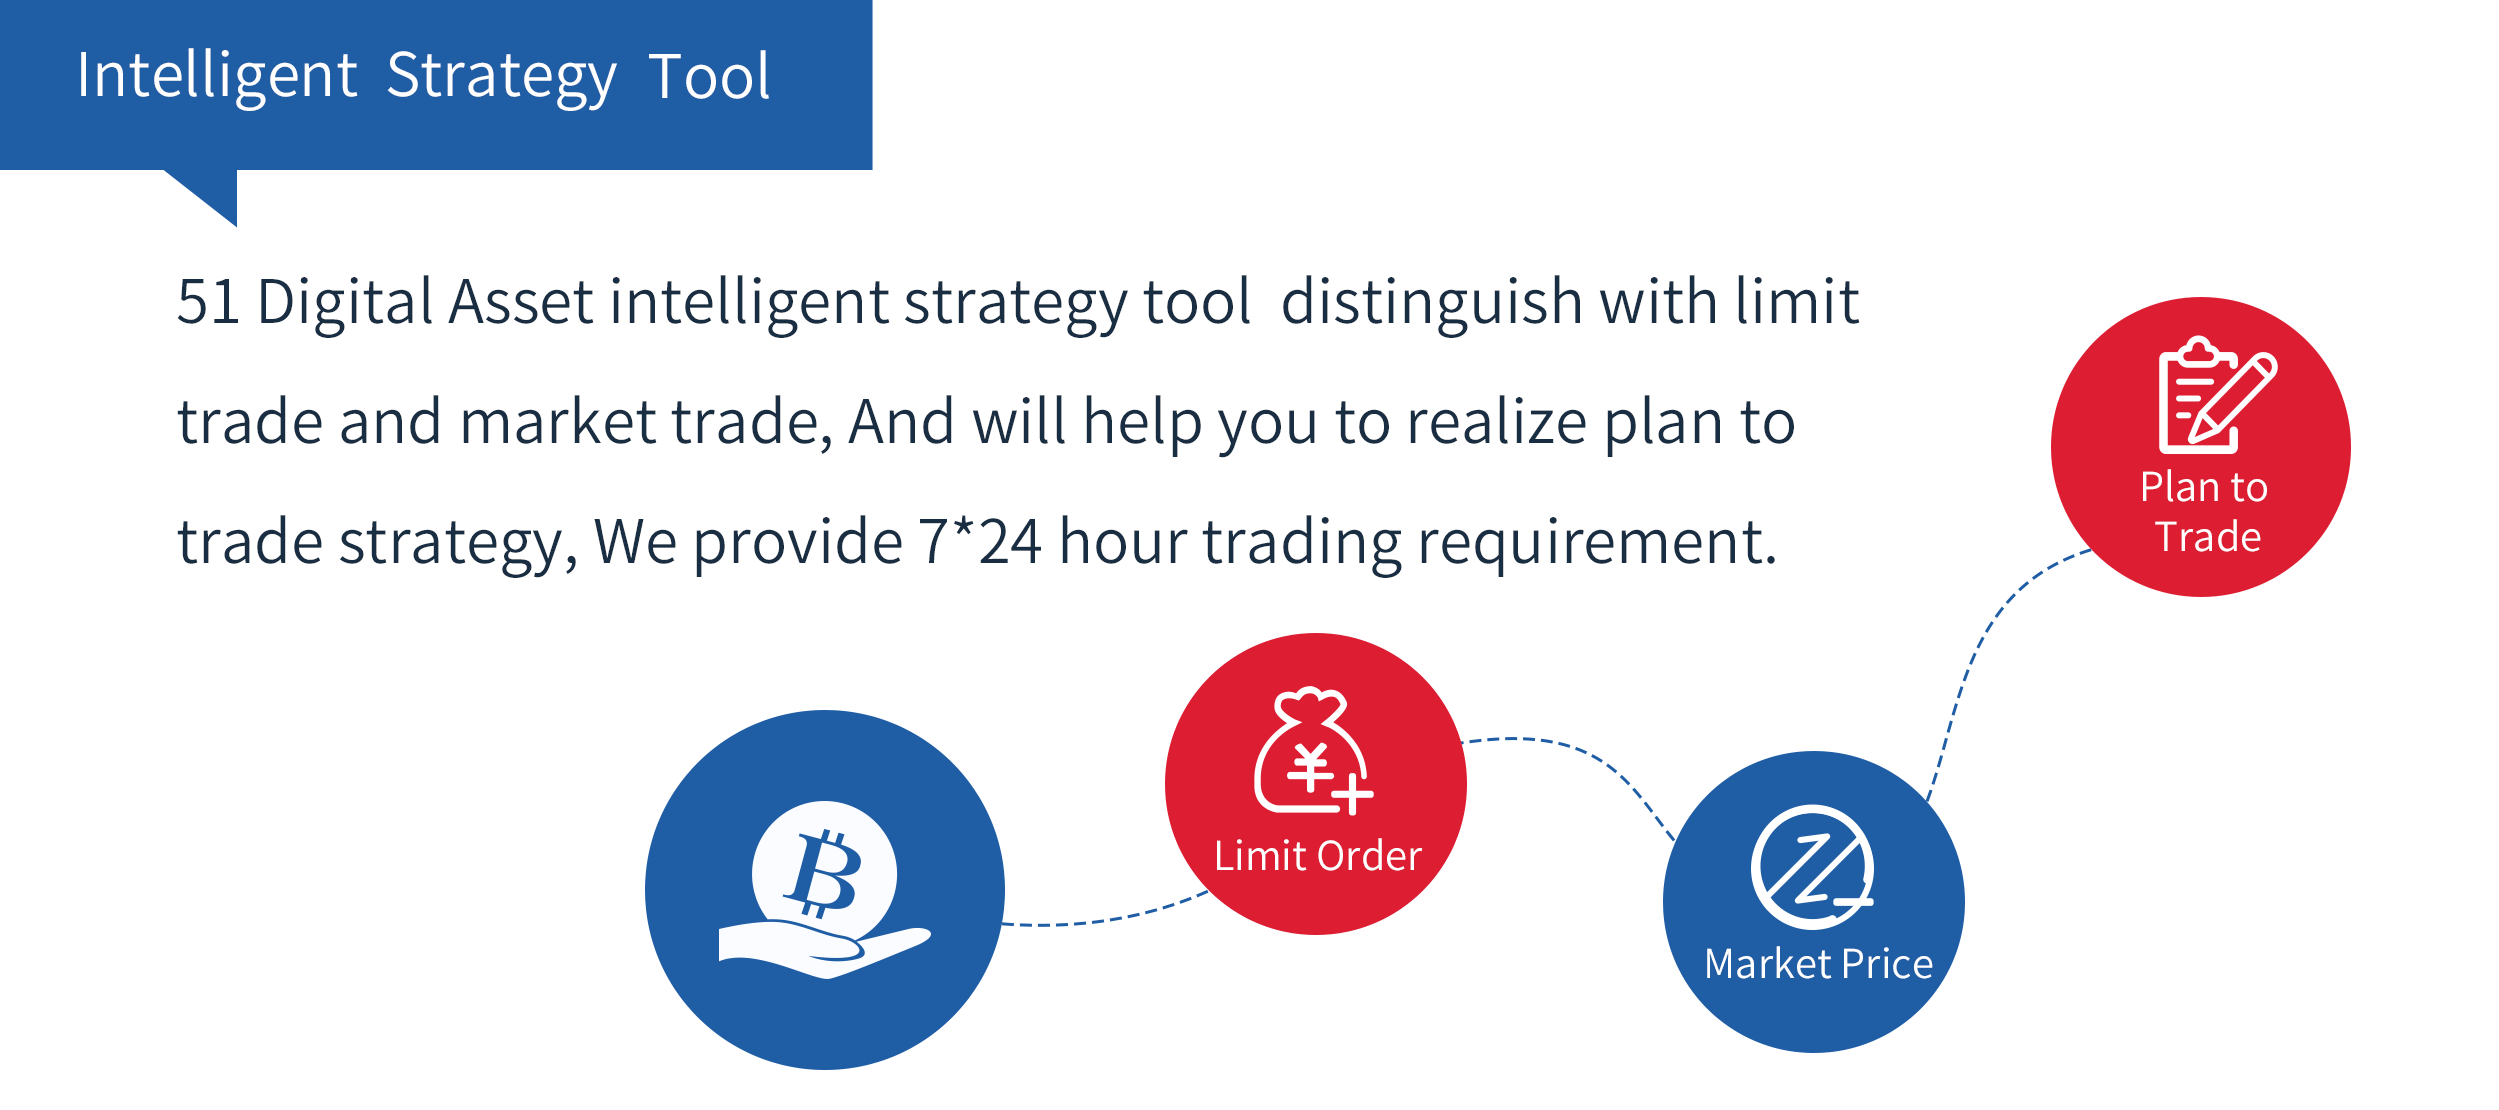 Intelligent Strategy Tool
51 Digital Asset intelligent strategy tool distinguish with limit
trade and market trade, And will help you to realize plan to
trade strategy, We provide 7*24 hour trading requirement.
Plan to
Trade
Limit Order
Market Price